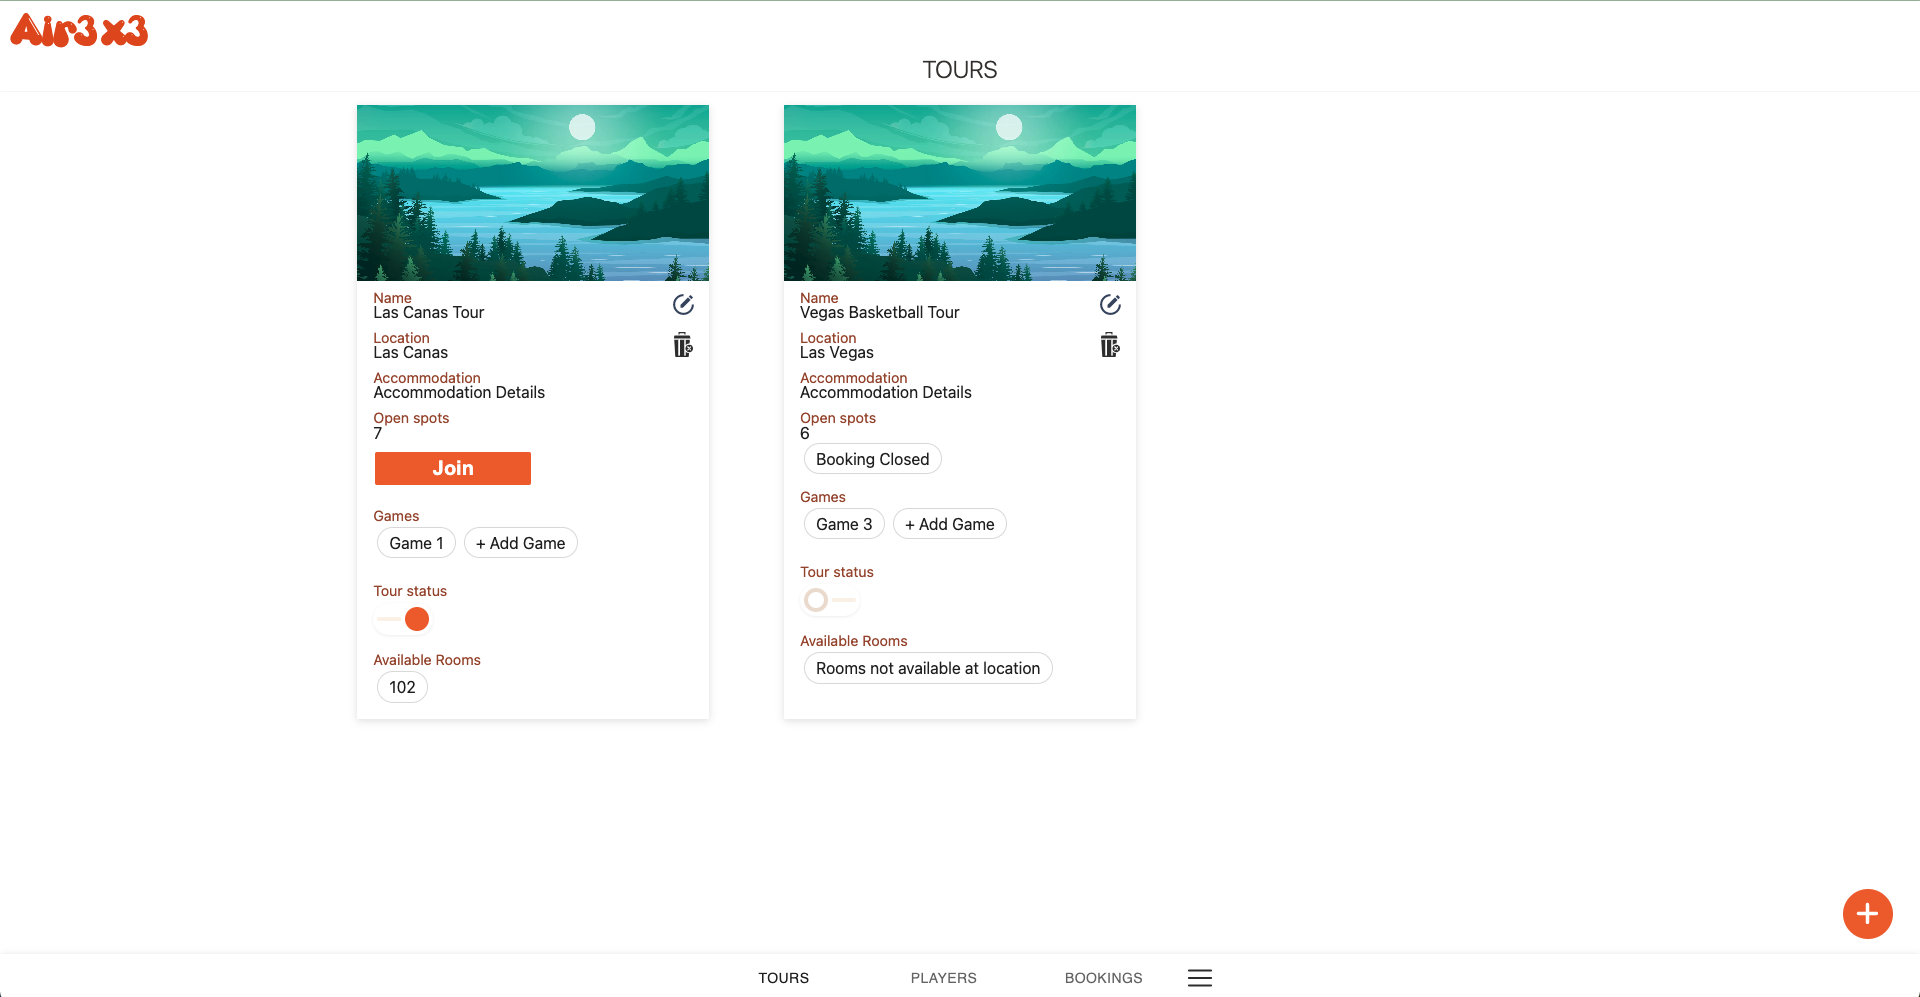 Air3x3
TOURS
Name
Las Canas Tour
Location
Las Canas
Accommodation
Accommodation Details
Open spots
7
Join
Games
Game 1
+ Add Game
Tour status
Available Rooms
102
Name
Vegas Basketball Tour
Location
Las Vegas
Accommodation
Accommodation Details
Open spots
6
Booking Closed
Games
Game 3
+ Add Game
Tour status
Available Rooms
Rooms not available at location
TOURS
PLAYERS
BOOKINGS